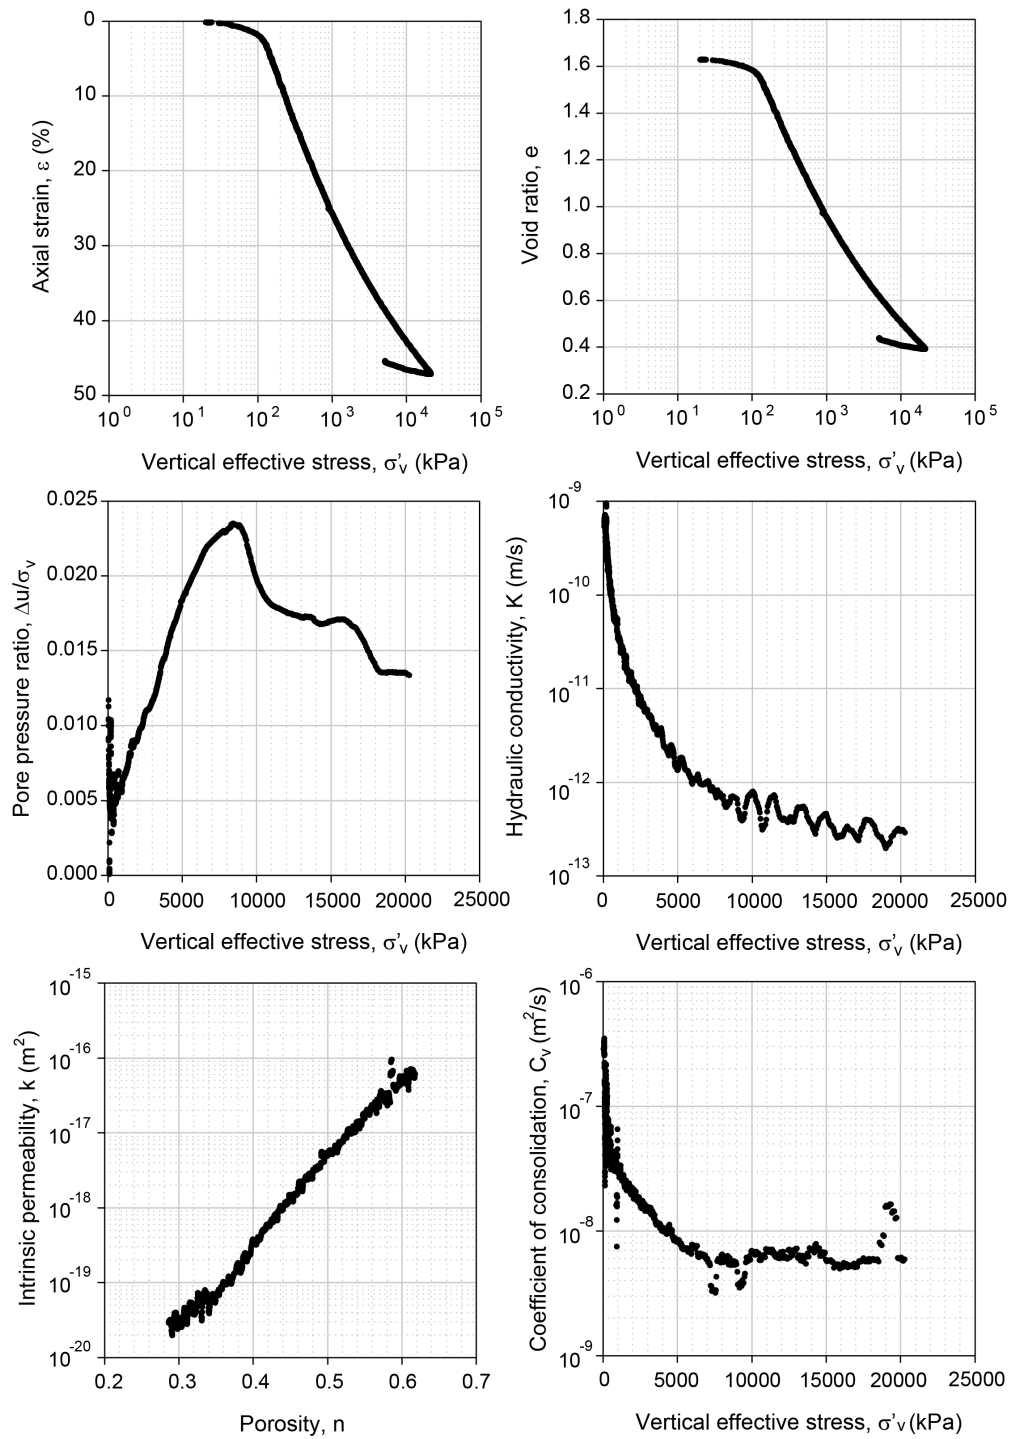 0
10
20
30
40
50
10^0 10^1 10^2 10^3 10^4 10^5
Axial strain, ε (%)
Vertical effective stress, σ'v (kPa)
1.8
1.6
1.4
1.2
1.0
0.8
0.6
0.4
0.2
10^0 10^1 10^2 10^3 10^4 10^5
Void ratio, e
Vertical effective stress, σ'v (kPa)
0.025
0.020
0.015
0.010
0.005
0.000
0 5000 10000 15000 20000 25000
Pore pressure ratio, Δu/σv
Vertical effective stress, σ'v (kPa)
10^-9
10^-10
10^-11
10^-12
10^-13
0 5000 10000 15000 20000 25000
Hydraulic conductivity, K (m/s)
Vertical effective stress, σ'v (kPa)
10^-15
10^-16
10^-17
10^-18
10^-19
10^-20
0.2 0.3 0.4 0.5 0.6 0.7
Intrinsic permeability, k (m²)
Porosity, n
10^-6
10^-7
10^-8
10^-9
0 5000 10000 15000 20000 25000
Coefficient of consolidation, Cv (m²/s)
Vertical effective stress, σ'v (kPa)